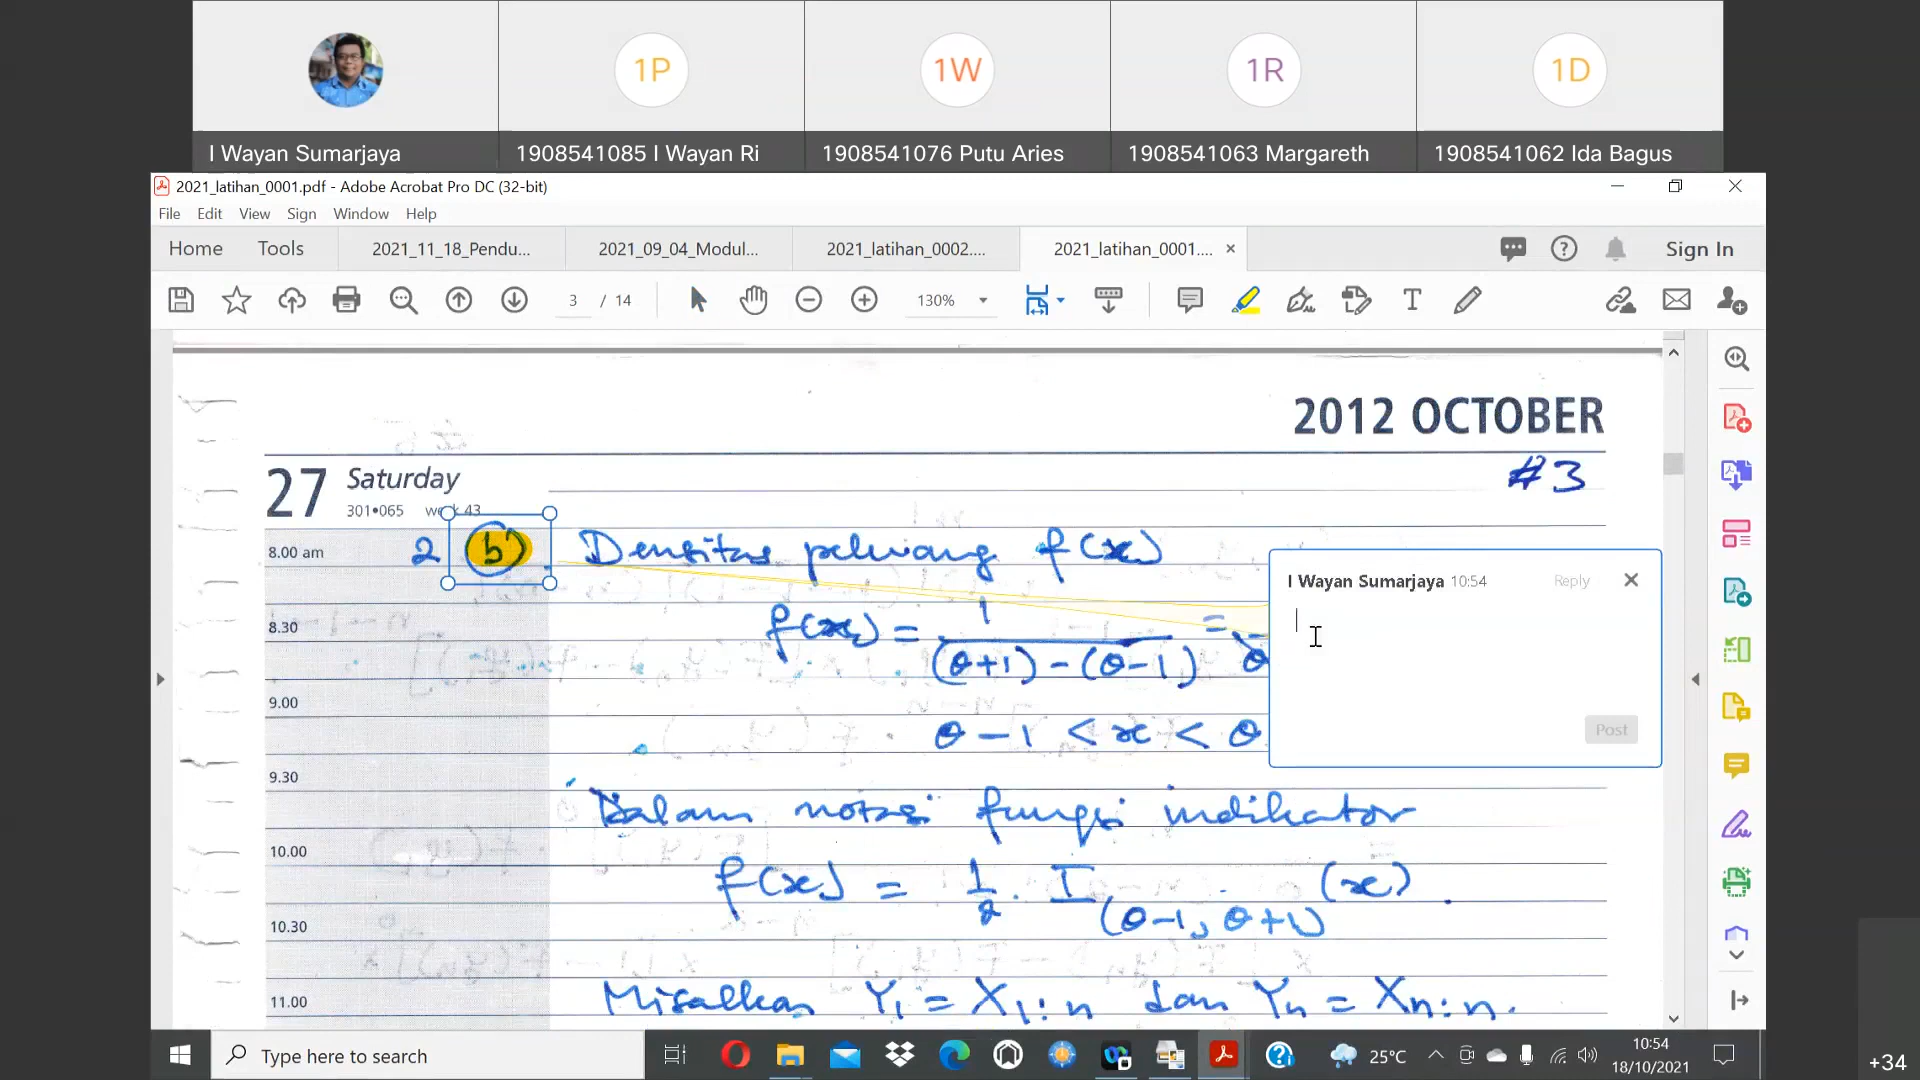 1P
1W
1R
1D
I Wayan Sumarjaya
1908541085 I Wayan Ri
1908541076 Putu Aries
1908541063 Margareth
1908541062 Ida Bagus
2021_latihan_0001.pdf - Adobe Acrobat Pro DC (32-bit)
File Edit View Sign Window Help
Home Tools 2021_11_18_Pendu... 2021_09_04_Modul... 2021_latihan_0002.... 2021_latihan_0001.... × Sign In
3 / 14 130%
2012 OCTOBER
27 Saturday #3
301•065 week 43
8.00 am 2 b) Densitas peluang f(x)
I Wayan Sumarjaya 10:54 Reply
8.30 f(x) = 1 / (θ+1) - (θ-1) =
Post
9.00 θ-1 < x < θ
9.30 Dalam notasi fungsi indikator
10.00 f(x) = 1/2 . I (θ-1, θ+1) (x) .
10.30
11.00 Misalkan Y₁ = X₁:n dan Yn = Xn:n.
Type here to search
25°C
10:54
18/10/2021
+34